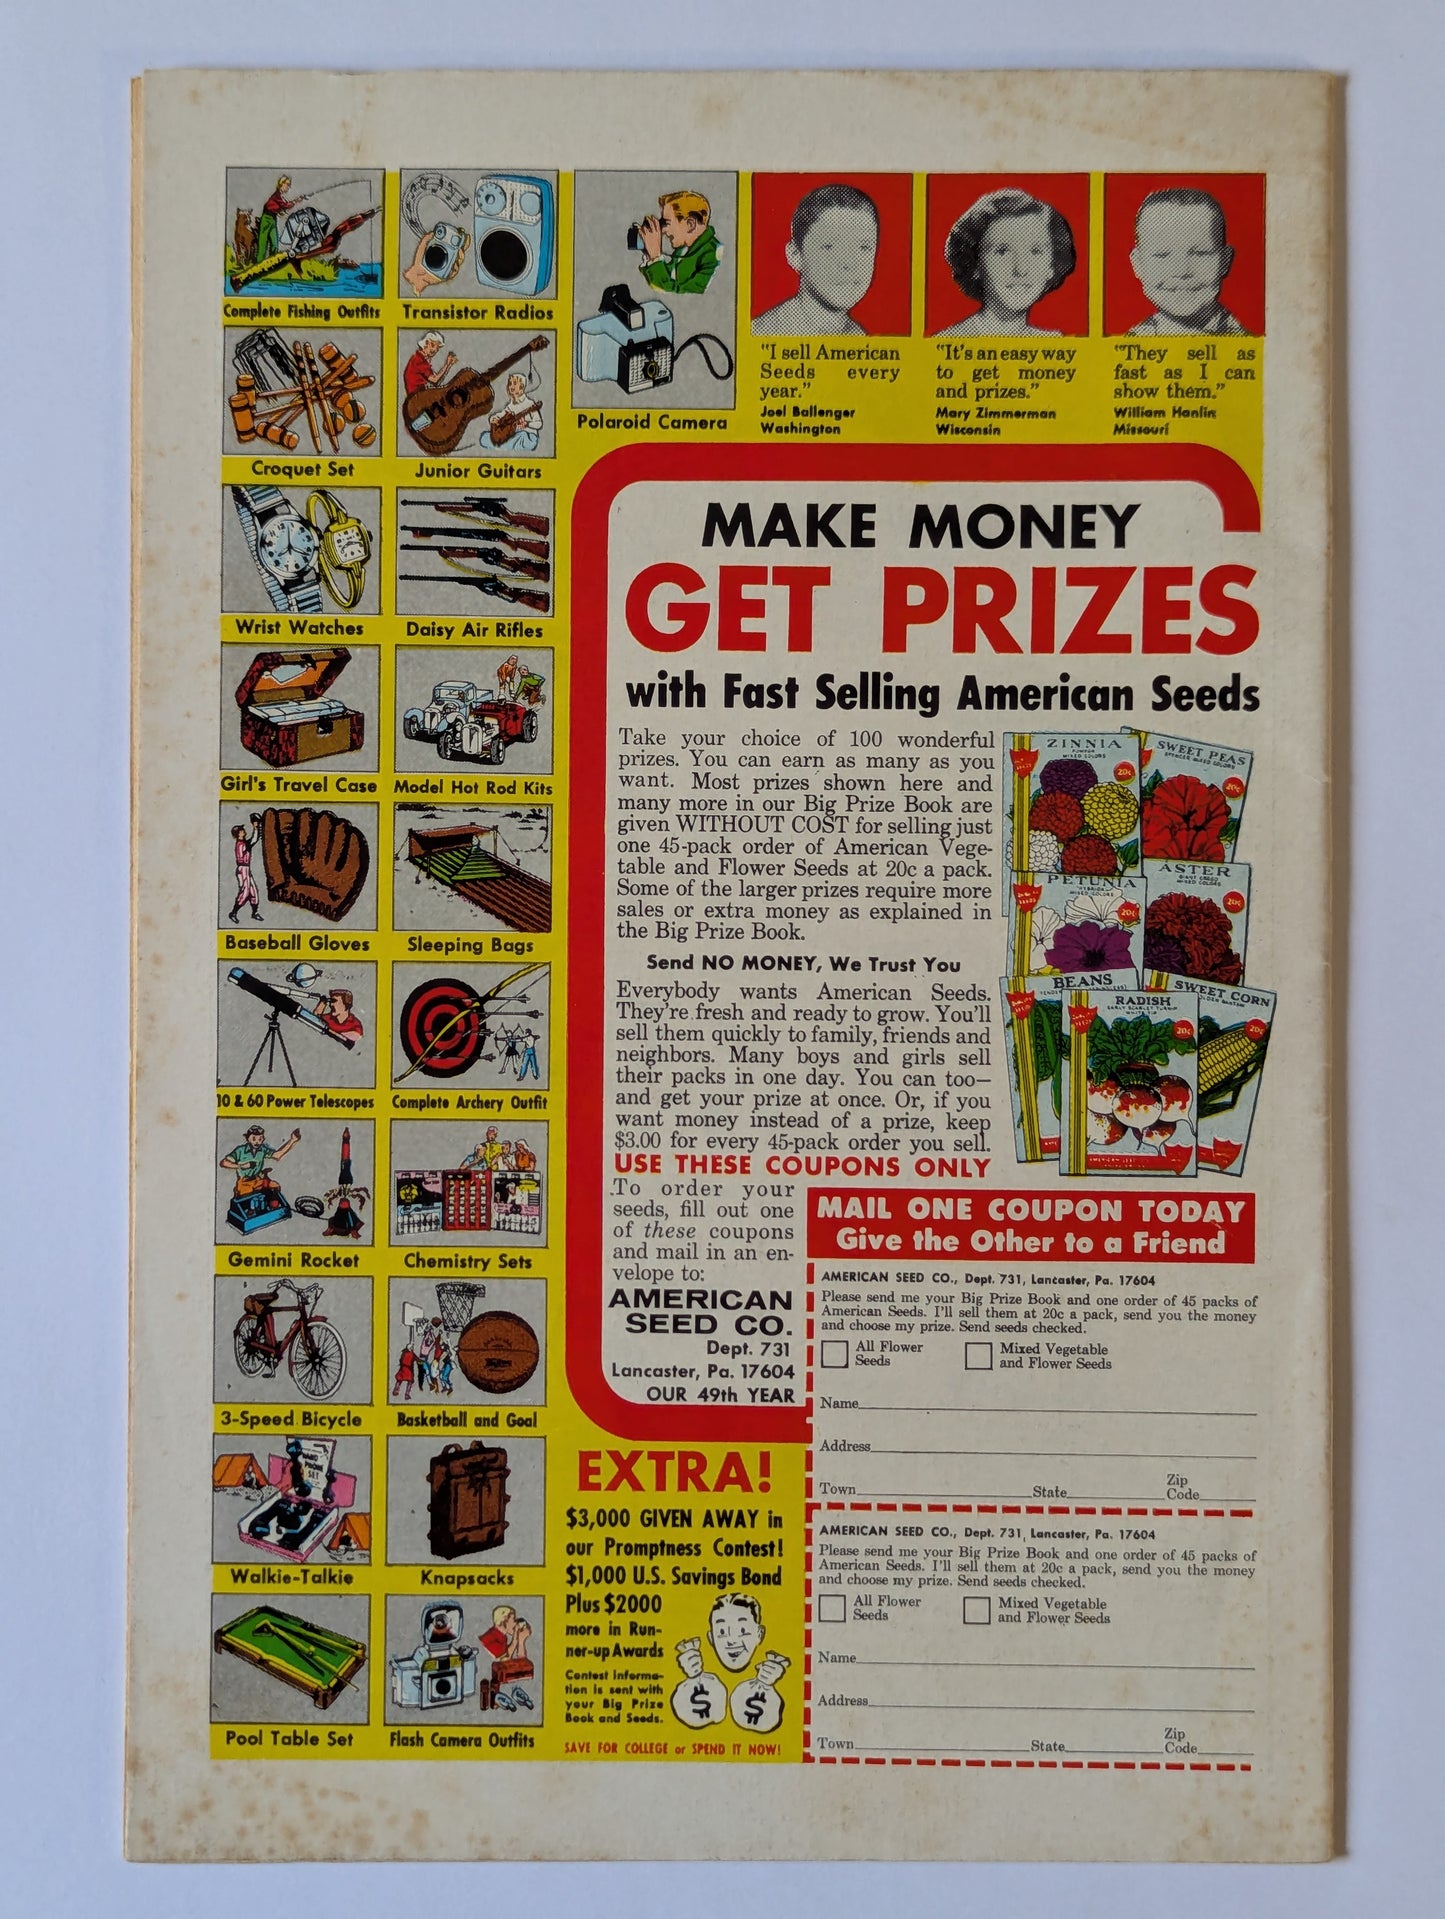 Complete Fishing Outfits
Transistor Radios
Croquet Set
Junior Guitars
Wrist Watches
Daisy Air Rifles
Girl's Travel Case
Model Hot Rod Kits
Baseball Gloves
Sleeping Bags
10 & 60 Power Telescopes
Complete Archery Outfit
Gemini Rocket
Chemistry Sets
3-Speed Bicycle
Basketball and Goal
Walkie-Talkie
Knapsacks
Pool Table Set
Flash Camera Outfits
Polaroid Camera
"I sell American
Seeds every
year."
Joel Ballenger
Washington
"It's an easy way
to get money
and prizes."
Mary Zimmerman
Wisconsin
"They sell as
fast as I can
show them."
William Hanlin
Missouri
MAKE MONEY
GET PRIZES
with Fast Selling American Seeds
Take your choice of 100 wonderful
prizes. You can earn as many as you
want. Most prizes shown here and
many more in our Big Prize Book are
given WITHOUT COST for selling just
one 45-pack order of American Vege-
table and Flower Seeds at 20c a pack.
Some of the larger prizes require more
sales or extra money as explained in
the Big Prize Book.
Send NO MONEY, We Trust You
Everybody wants American Seeds.
They're fresh and ready to grow. You'll
sell them quickly to family, friends and
neighbors. Many boys and girls sell
their packs in one day. You can too—
and get your prize at once. Or, if you
want money instead of a prize, keep
$3.00 for every 45-pack order you sell.
USE THESE COUPONS ONLY
To order your
seeds, fill out one
of these coupons
and mail in an en-
velope to:
AMERICAN
SEED CO.
Dept. 731
Lancaster, Pa. 17604
OUR 49th YEAR
ZINNIA
MIXED COLORS
20c
SWEET PEAS
SPENCER MIXED COLORS
20c
PETUNIA
MIXED COLORS
20c
ASTER
MIXED COLORS
20c
BEANS
RADISH
EARLY SCARLET TURNIP
WHITE TIP
20c
SWEET CORN
20c
MAIL ONE COUPON TODAY
Give the Other to a Friend
AMERICAN SEED CO., Dept. 731, Lancaster, Pa. 17604
Please send me your Big Prize Book and one order of 45 packs of
American Seeds. I'll sell them at 20c a pack, send you the money
and choose my prize. Send seeds checked.
All Flower
Seeds
Mixed Vegetable
and Flower Seeds
Name
Address
Town State Zip
Code
AMERICAN SEED CO., Dept. 731, Lancaster, Pa. 17604
Please send me your Big Prize Book and one order of 45 packs of
American Seeds. I'll sell them at 20c a pack, send you the money
and choose my prize. Send seeds checked.
All Flower
Seeds
Mixed Vegetable
and Flower Seeds
Name
Address
Town State Zip
Code
EXTRA!
$3,000 GIVEN AWAY in
our Promptness Contest!
$1,000 U.S. Savings Bond
Plus $2000
more in Run-
ner-up Awards
Contest informa-
tion is sent with
your Big Prize
Book and Seeds.
$ $
SAVE FOR COLLEGE or SPEND IT NOW!